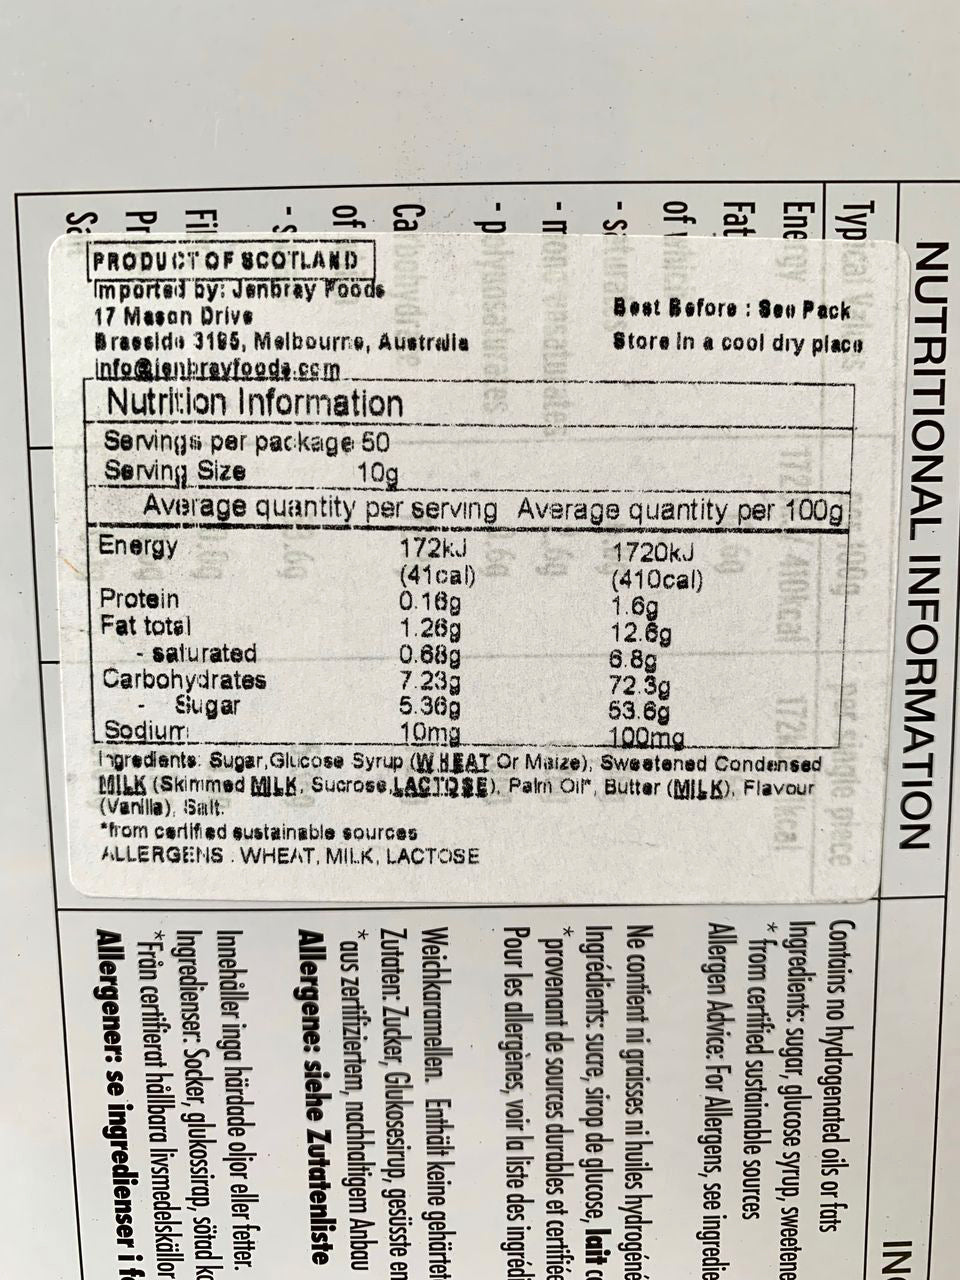 PRODUCT OF SCOTLAND
Imported by: Jenbray Foods
17 Mason Drive
Braeside 3195, Melbourne, Australia
info@jenbrayfoods.com
Best Before : See Pack
Store in a cool dry place
Nutrition Information
Servings per package 50
Serving Size 10g
Average quantity per serving Average quantity per 100g
Energy 172kJ 1720kJ
(41cal) (410cal)
Protein 0.16g 1.6g
Fat total 1.26g 12.6g
- saturated 0.68g 6.8g
Carbohydrates 7.23g 72.3g
- Sugar 5.36g 53.6g
Sodium 10mg 100mg
Ingredients: Sugar, Glucose Syrup (WHEAT Or Maize), Sweetened Condensed
MILK (Skimmed MILK, Sucrose, LACTOSE), Palm Oil*, Butter (MILK), Flavour
(Vanilla), Salt.
*from certified sustainable sources
ALLERGENS . WHEAT, MILK, LACTOSE
NUTRITIONAL INFORMATION
Typical Values
Energy
Fat
of which
Contains no hydrogenated oils or fats
Ingredients: sugar, glucose syrup, sweetene
* from certified sustainable sources
Allergen Advice: For Allergens, see ingredie
Ne contient ni graisses ni huiles hydrogéné
Ingrédients: sucre, sirop de glucose, lait c
* provenant de sources durables et certifiée
Pour les allergènes, voir la liste des ingrédi
Weichkaramellen. Enthält keine gehärtet
Zutaten: Zucker, Glukosesirup, gesüsste
* aus zertifiziertem, nachhaltigem Anbau
Allergene: siehe Zutatenliste
Innehåller inga härdade oljor eller fetter.
Ingredienser: Socker, glukossirap, sötad
*Från certifierat hållbara livsmedelskällor
Allergener: se ingredienser i